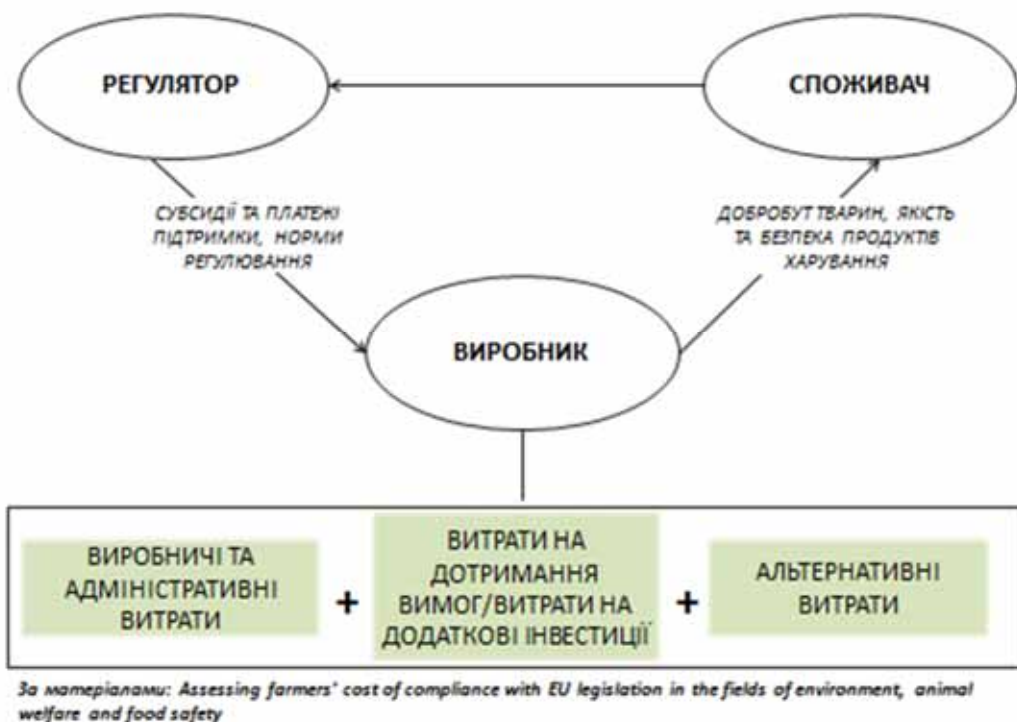 РЕГУЛЯТОР
СПОЖИВАЧ
СУБСИДІЇ ТА ПЛАТЕЖІ
ПІДТРИМКИ, НОРМИ
РЕГУЛЮВАННЯ
ДОБРОБУТ ТВАРИН, ЯКІСТЬ
ТА БЕЗПЕКА ПРОДУКТІВ
ХАРУВАННЯ
ВИРОБНИК
ВИРОБНИЧІ ТА
АДМІНІСТРАТИВНІ
ВИТРАТИ
+
ВИТРАТИ НА
ДОТРИМАННЯ
ВИМОГ/ВИТРАТИ НА
ДОДАТКОВІ ІНВЕСТИЦІЇ
+
АЛЬТЕРНАТИВНІ
ВИТРАТИ
За матеріалами: Assessing farmers' cost of compliance with EU legislation in the fields of environment, animal
welfare and food safety